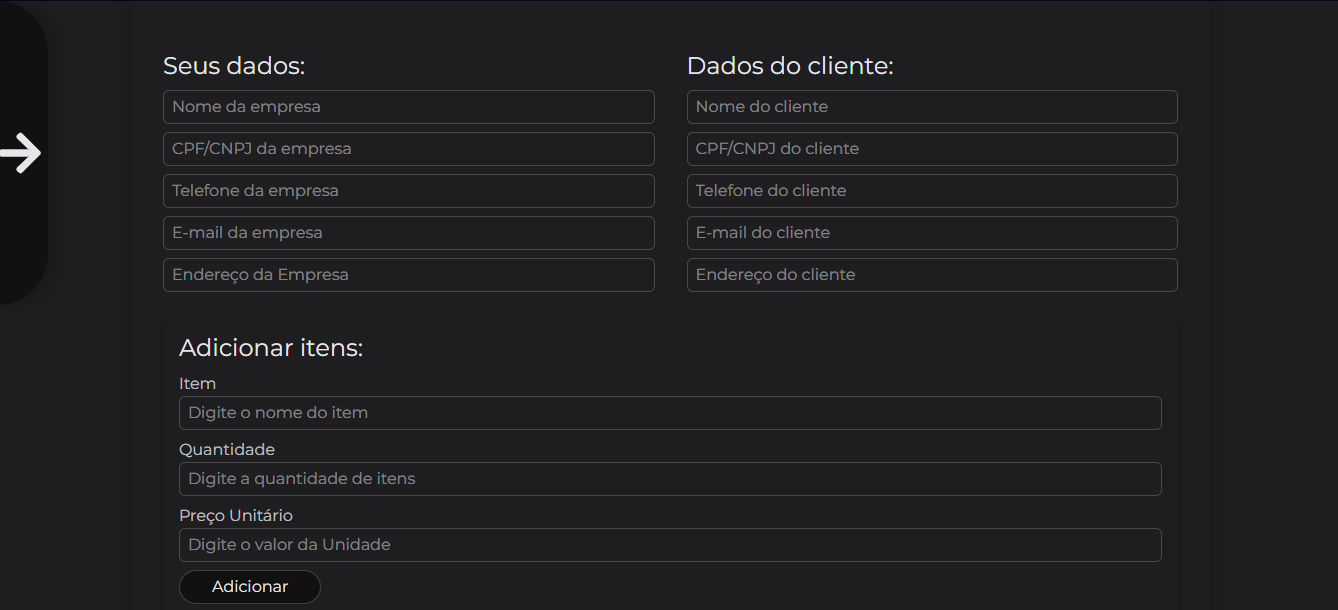 Seus dados:
Nome da empresa
CPF/CNPJ da empresa
Telefone da empresa
E-mail da empresa
Endereço da Empresa
Dados do cliente:
Nome do cliente
CPF/CNPJ do cliente
Telefone do cliente
E-mail do cliente
Endereço do cliente
Adicionar itens:
Item
Digite o nome do item
Quantidade
Digite a quantidade de itens
Preço Unitário
Digite o valor da Unidade
Adicionar